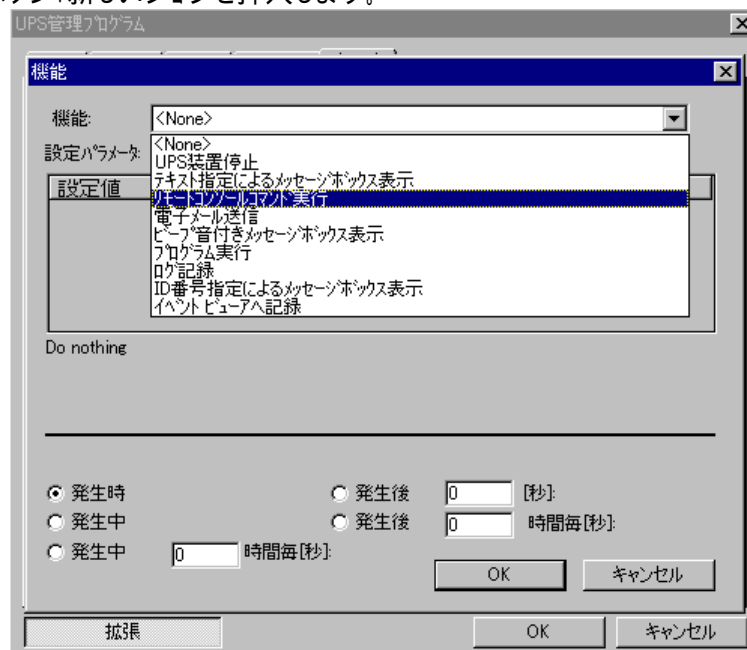 UPS管理プログラム
機能
機能:
<None>
設定パラメータ:
<None>
UPS装置停止
テキスト指定によるメッセージボックス表示
設定値
リモートコンソールコマンド実行
電子メール送信
ビープ音付きメッセージボックス表示
プログラム実行
ログ記録
ID番号指定によるメッセージボックス表示
イベントビューアへ記録
Do nothing
発生時
発生後 0 [秒]:
発生中
発生後 0 時間毎[秒]:
発生中 0 時間毎[秒]:
OK キャンセル
拡張 OK キャンセル